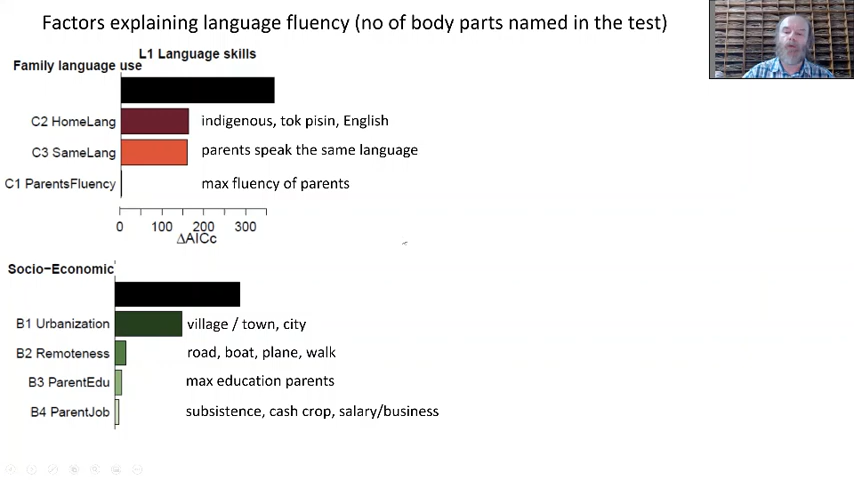 Factors explaining language fluency (no of body parts named in the test)
L1 Language skills
Family language use
C2 HomeLang indigenous, tok pisin, English
C3 SameLang parents speak the same language
C1 ParentsFluency max fluency of parents
0 100 200 300
ΔAICc
Socio−Economic
B1 Urbanization village / town, city
B2 Remoteness road, boat, plane, walk
B3 ParentEdu max education parents
B4 ParentJob subsistence, cash crop, salary/business